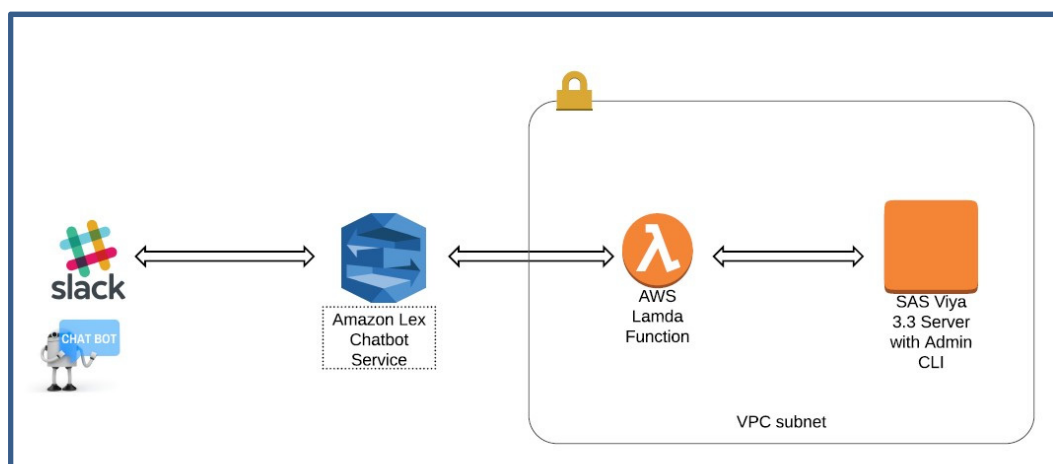 slack
CHAT BOT
Amazon Lex
Chatbot
Service
AWS
Lamda
Function
SAS Viya
3.3 Server
with Admin
CLI
VPC subnet